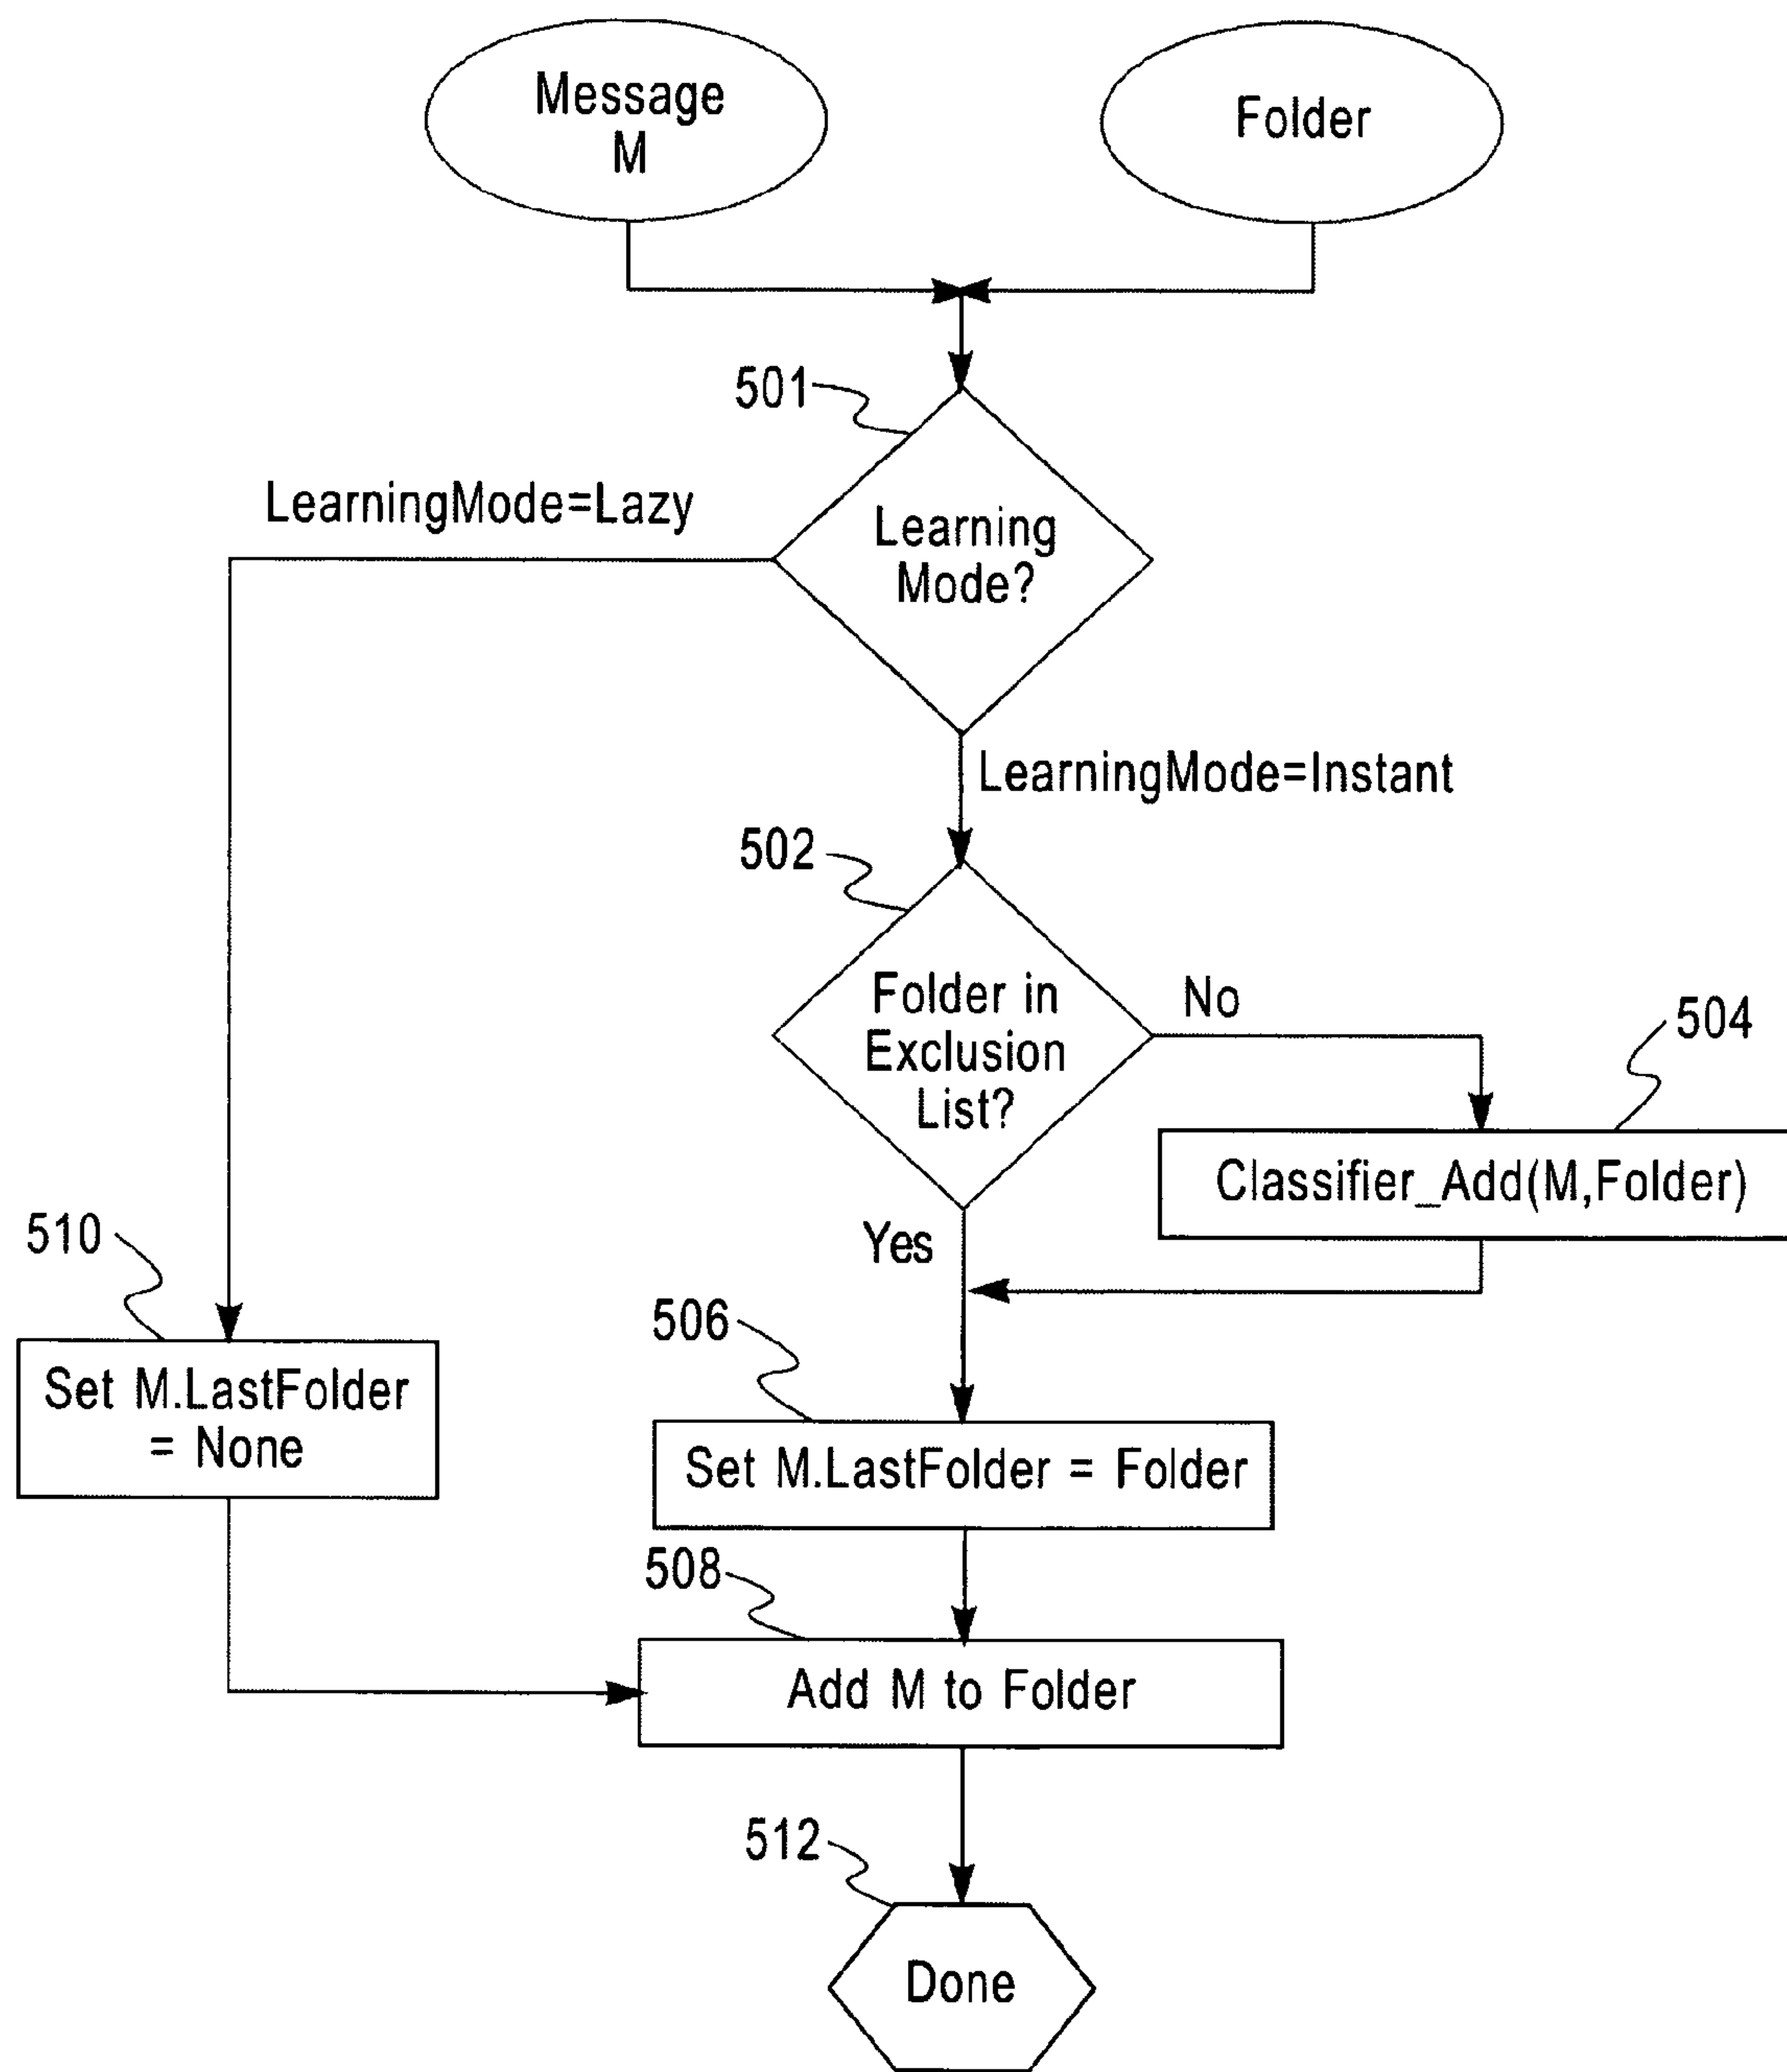 Message
M
Folder
501
LearningMode=Lazy
Learning
Mode?
LearningMode=Instant
502
Folder in
Exclusion
List?
No
504
Classifier_Add(M,Folder)
Yes
510
Set M.LastFolder
= None
506
Set M.LastFolder = Folder
508
Add M to Folder
512
Done